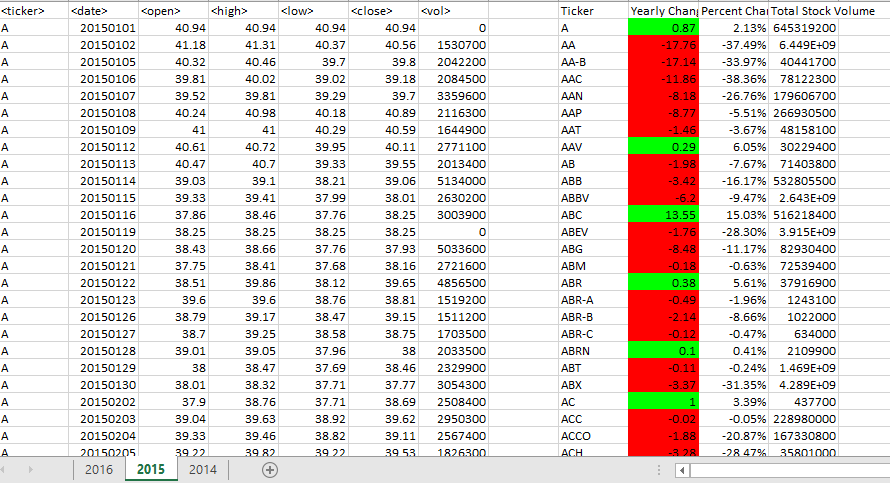 <ticker> <date> <open> <high> <low> <close> <vol> Ticker Yearly Chang Percent Chan Total Stock Volume
A 20150101 40.94 40.94 40.94 40.94 0 A 0.87 2.13% 645319200
A 20150102 41.18 41.31 40.37 40.56 1530700 AA -17.76 -37.49% 6.449E+09
A 20150105 40.32 40.46 39.7 39.8 2042200 AA-B -17.14 -33.97% 40441700
A 20150106 39.81 40.02 39.02 39.18 2084500 AAC -11.86 -38.36% 78122300
A 20150107 39.52 39.81 39.29 39.7 3359600 AAN -8.18 -26.76% 179606700
A 20150108 40.24 40.98 40.18 40.89 2116300 AAP -8.77 -5.51% 266930500
A 20150109 41 41 40.29 40.59 1644900 AAT -1.46 -3.67% 48158100
A 20150112 40.61 40.72 39.95 40.11 2771100 AAV 0.29 6.05% 30229400
A 20150113 40.47 40.7 39.33 39.55 2013400 AB -1.98 -7.67% 71403800
A 20150114 39.03 39.1 38.21 39.06 5134000 ABB -3.42 -16.17% 532805500
A 20150115 39.33 39.41 37.99 38.01 2630200 ABBV -6.2 -9.47% 2.643E+09
A 20150116 37.86 38.46 37.76 38.25 3003900 ABC 13.55 15.03% 516218400
A 20150119 38.25 38.25 38.25 38.25 0 ABEV -1.76 -28.30% 3.915E+09
A 20150120 38.43 38.66 37.76 37.93 5033600 ABG -8.48 -11.17% 82930400
A 20150121 37.75 38.41 37.68 38.16 2721600 ABM -0.18 -0.63% 72539400
A 20150122 38.51 39.86 38.12 39.65 4856500 ABR 0.38 5.61% 37916900
A 20150123 39.6 39.6 38.76 38.81 1519200 ABR-A -0.49 -1.96% 1243100
A 20150126 38.79 39.17 38.47 39.15 1511200 ABR-B -2.14 -8.66% 1022000
A 20150127 38.7 39.25 38.58 38.75 1703500 ABR-C -0.12 -0.47% 634000
A 20150128 39.01 39.05 37.96 38 2033500 ABRN 0.1 0.41% 2109900
A 20150129 38 38.47 37.69 38.46 2329900 ABT -0.11 -0.24% 1.469E+09
A 20150130 38.01 38.32 37.71 37.77 3054300 ABX -3.37 -31.35% 4.289E+09
A 20150202 37.9 38.76 37.71 38.69 2508400 AC 1 3.39% 437700
A 20150203 39.04 39.63 38.92 39.62 2950300 ACC -0.02 -0.05% 228980000
A 20150204 39.33 39.46 38.82 39.11 2567400 ACCO -1.88 -20.87% 167330800
A 20150205 39.22 39.82 39.22 39.53 1826300 ACH -3.28 -28.47% 35801000
2016 2015 2014